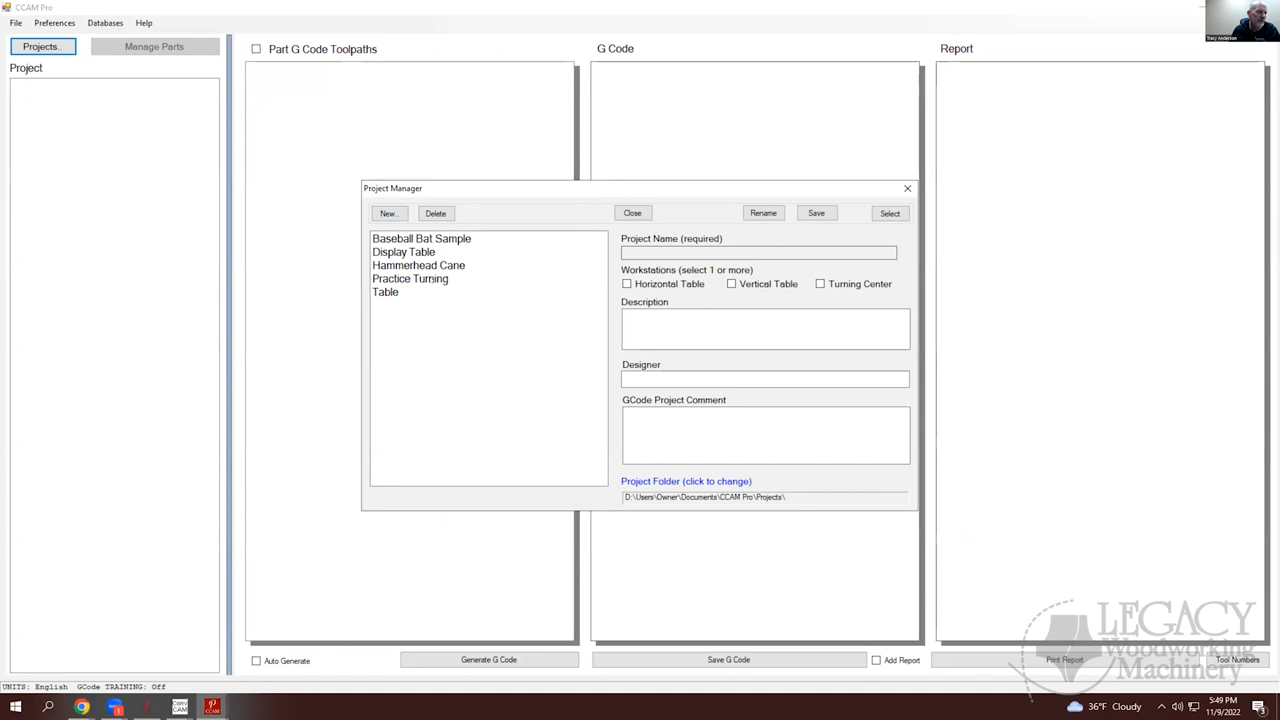 CCAM Pro
File Preferences Databases Help
Projects.. Manage Parts
Part G Code Toolpaths
G Code
Report
Project
Tracy Anderson
Project Manager
New.. Delete Close Rename Save Select
Baseball Bat Sample
Display Table
Hammerhead Cane
Practice Turning
Table
Project Name (required)
Workstations (select 1 or more)
Horizontal Table Vertical Table Turning Center
Description
Designer
GCode Project Comment
Project Folder (click to change)
D:\Users\Owner\Documents\CCAM Pro\Projects\
Auto Generate Generate G Code Save G Code Add Report Print Report Tool Numbers
LEGACY
Woodworking
Machinery
UNITS: English GCode TRAINING: Off
ConvCAM
36°F Cloudy
5:49 PM
11/9/2022